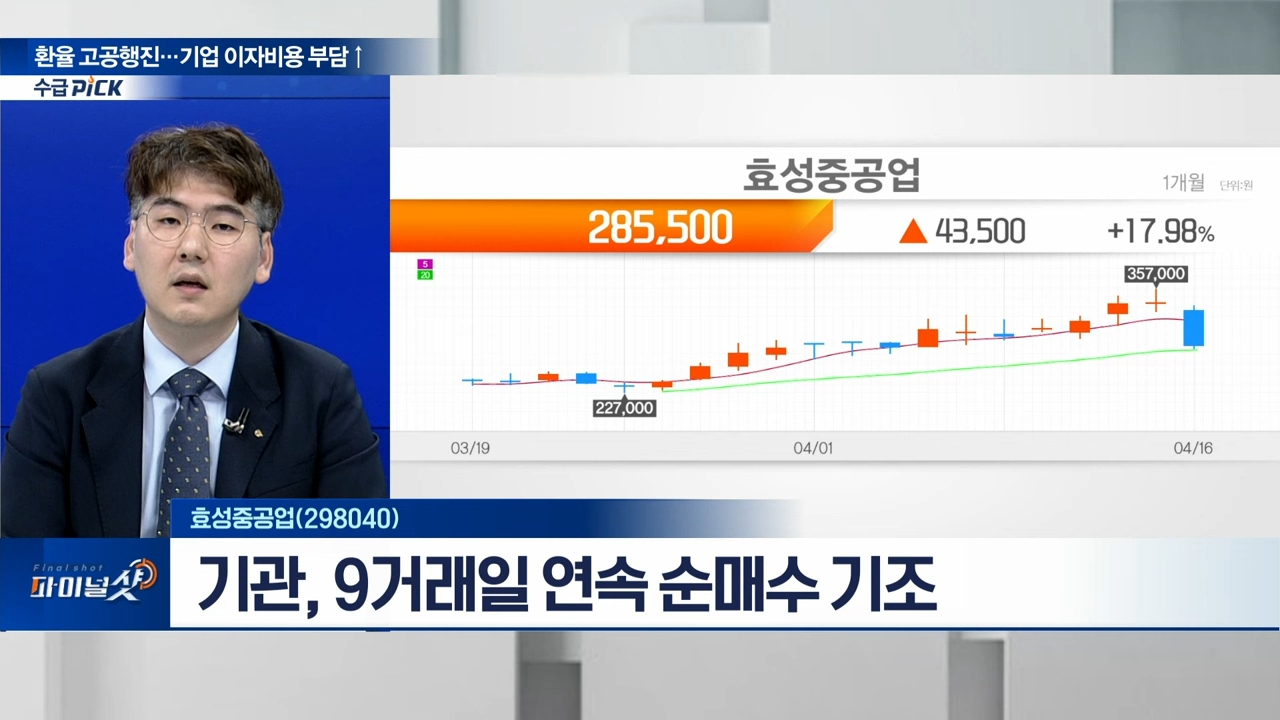 환율 고공행진…기업 이자비용 부담↑
수급 PiCK
효성중공업
1개월 단위:원
285,500 ▲ 43,500 +17.98%
5
20
357,000
227,000
03/19 04/01 04/16
효성중공업(298040)
Final shot
파이널샷
기관, 9거래일 연속 순매수 기조